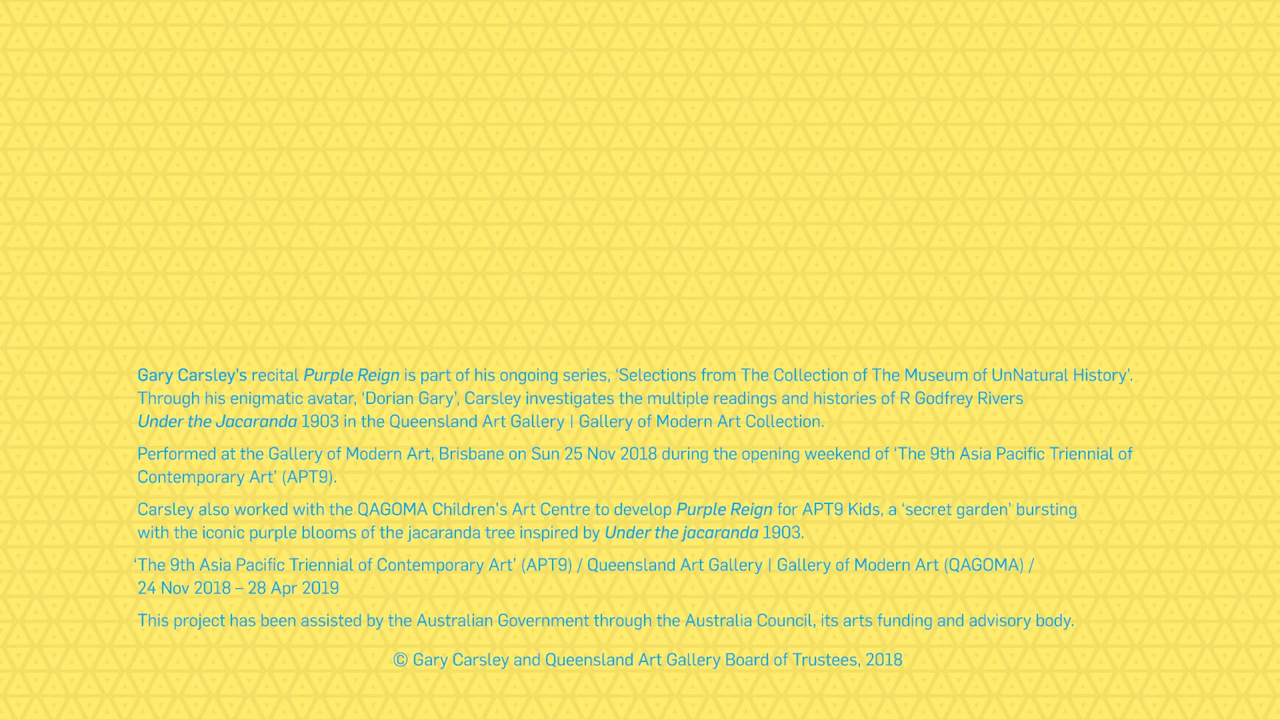 Gary Carsley's recital Purple Reign is part of his ongoing series, 'Selections from The Collection of The Museum of UnNatural History'.
Through his enigmatic avatar, 'Dorian Gary', Carsley investigates the multiple readings and histories of R Godfrey Rivers
Under the Jacaranda 1903 in the Queensland Art Gallery | Gallery of Modern Art Collection.
Performed at the Gallery of Modern Art, Brisbane on Sun 25 Nov 2018 during the opening weekend of 'The 9th Asia Pacific Triennial of
Contemporary Art' (APT9).
Carsley also worked with the QAGOMA Children's Art Centre to develop Purple Reign for APT9 Kids, a 'secret garden' bursting
with the iconic purple blooms of the jacaranda tree inspired by Under the jacaranda 1903.
'The 9th Asia Pacific Triennial of Contemporary Art' (APT9) / Queensland Art Gallery | Gallery of Modern Art (QAGOMA) /
24 Nov 2018 – 28 Apr 2019
This project has been assisted by the Australian Government through the Australia Council, its arts funding and advisory body.
© Gary Carsley and Queensland Art Gallery Board of Trustees, 2018